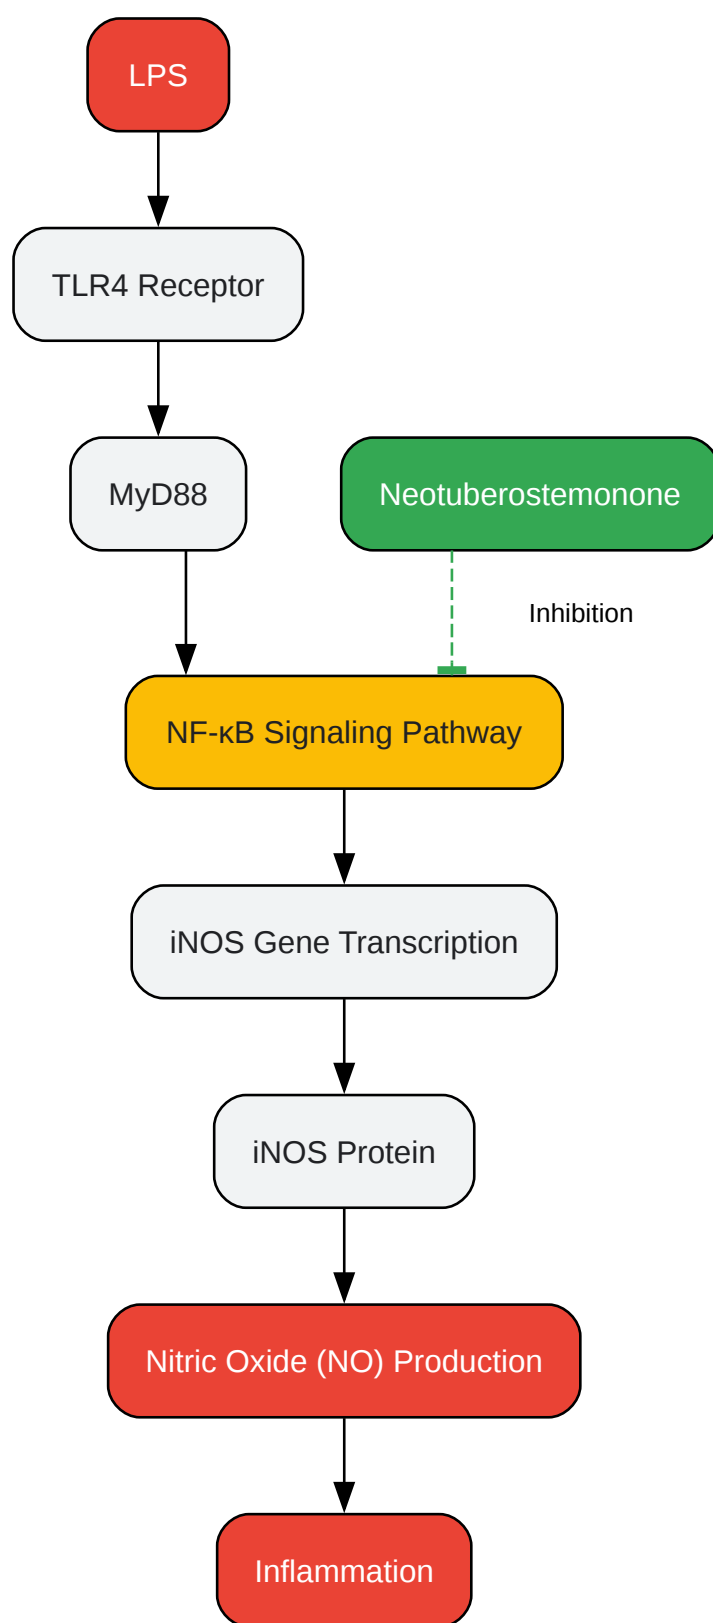 LPS
TLR4 Receptor
MyD88
Neotuberostemonone
Inhibition
NF-κB Signaling Pathway
iNOS Gene Transcription
iNOS Protein
Nitric Oxide (NO) Production
Inflammation